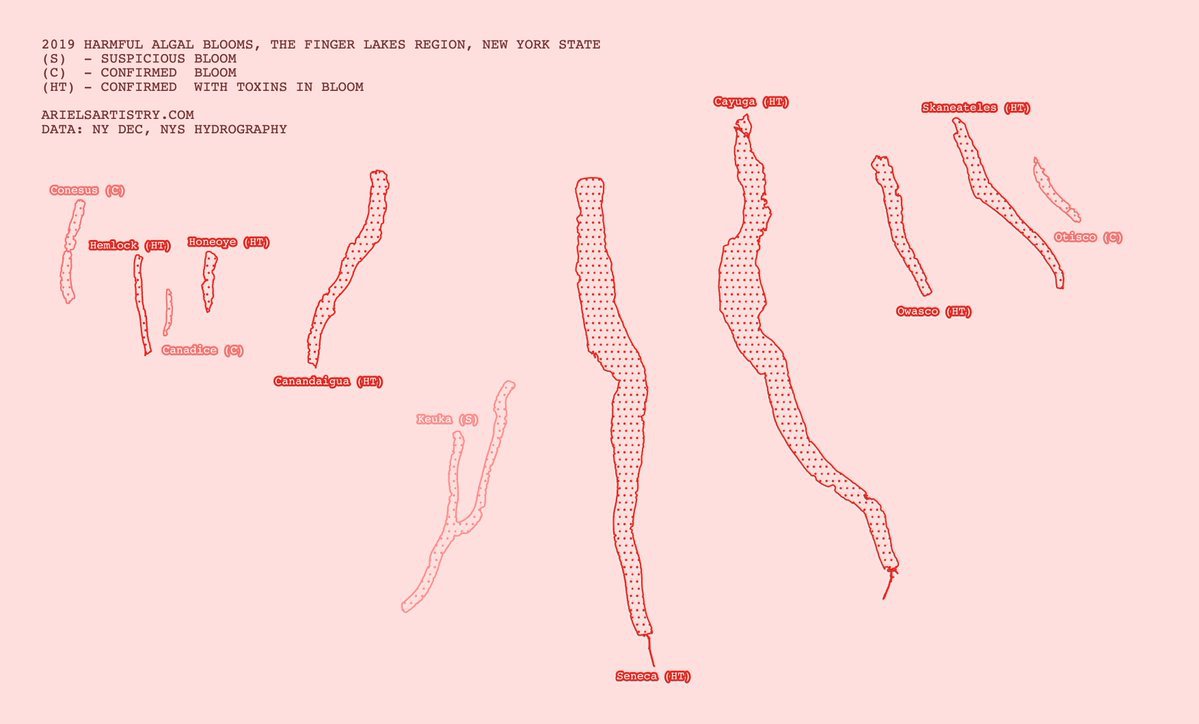 2019 HARMFUL ALGAL BLOOMS, THE FINGER LAKES REGION, NEW YORK STATE
(S)  - SUSPICIOUS BLOOM
(C)  - CONFIRMED  BLOOM
(HT) - CONFIRMED  WITH TOXINS IN BLOOM
ARIELSARTISTRY.COM
DATA: NY DEC, NYS HYDROGRAPHY
Cayuga (HT)
Skaneateles (HT)
Conesus (C)
Hemlock (HT)
Honeoye (HT)
Otisco (C)
Owasco (HT)
Canadice (C)
Canandaigua (HT)
Keuka (S)
Seneca (HT)